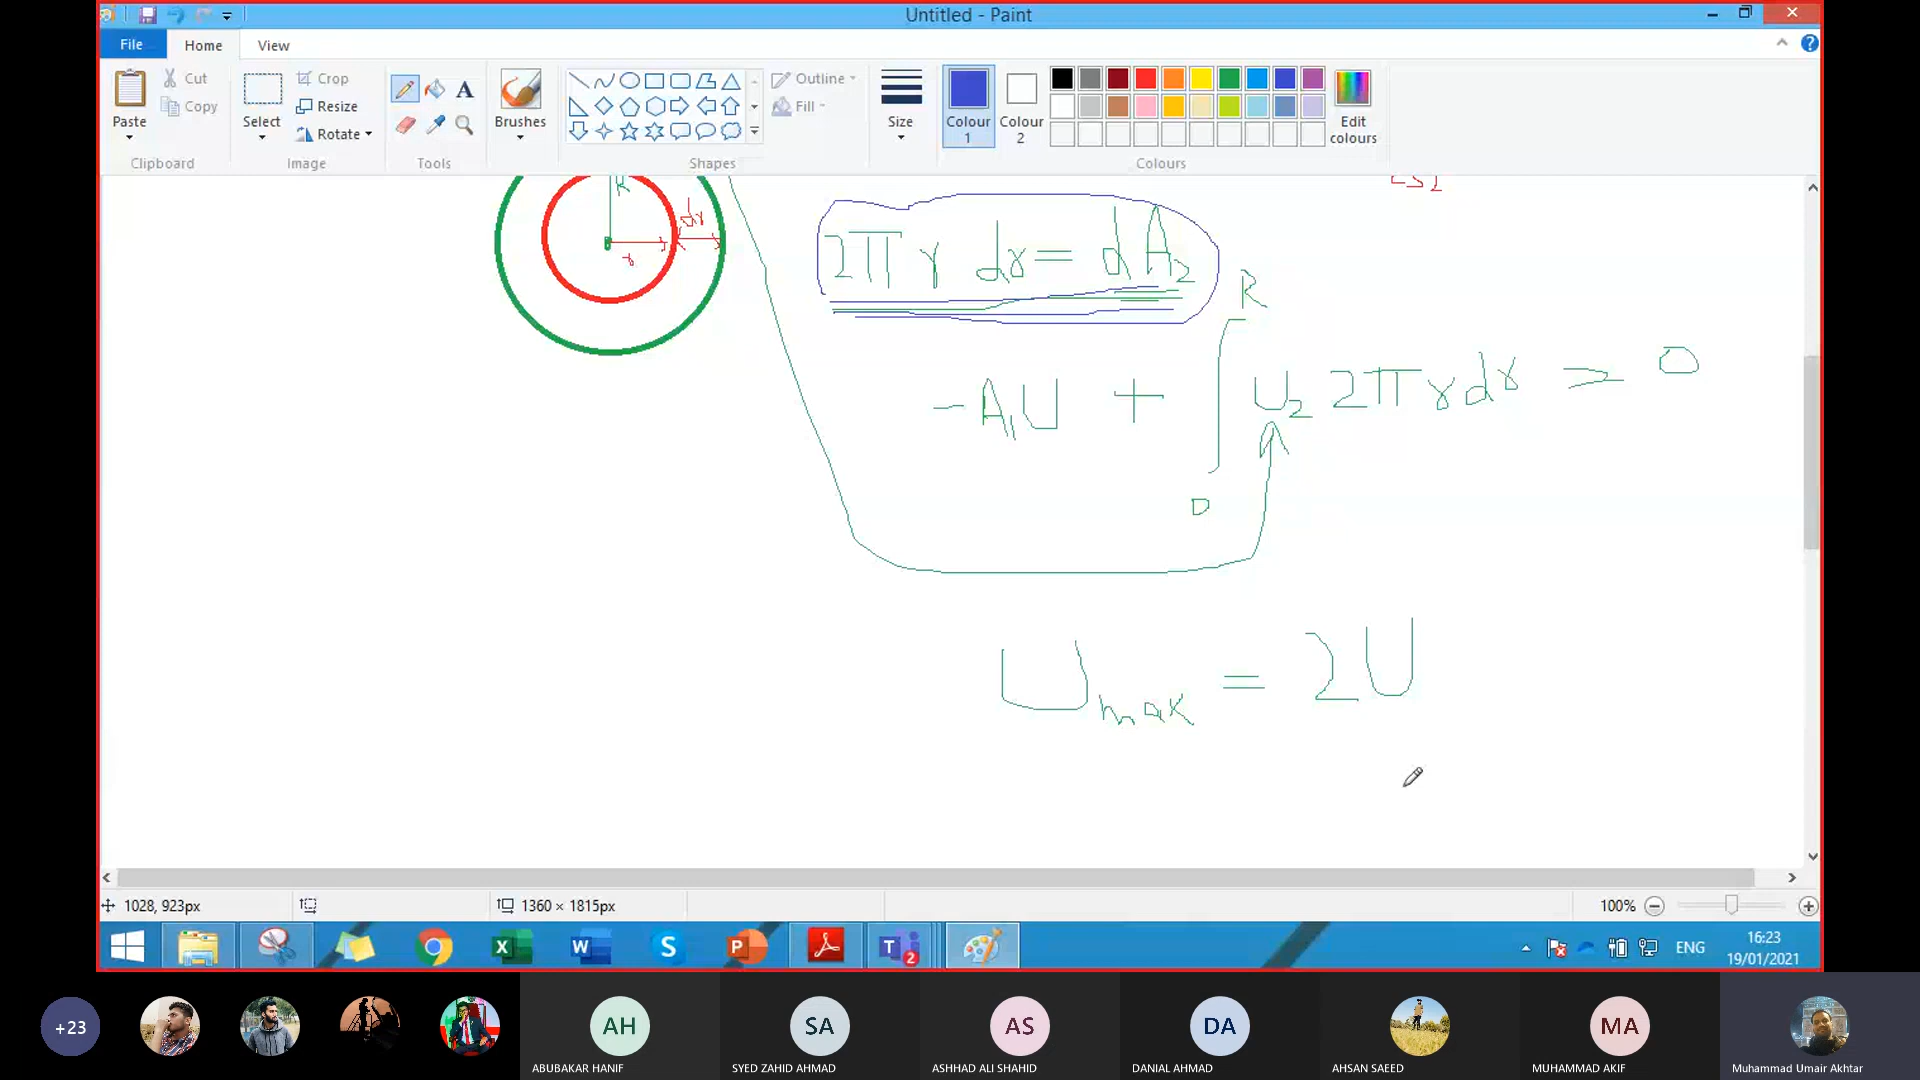 Untitled - Paint
File Home View
Paste
Cut
Copy
Clipboard
Select
Crop
Resize
Rotate
Image
Tools
Brushes
Shapes
Outline
Fill
Size
Colour 1
Colour 2
Edit colours
Colours
R
dr
r
2π r dr = dA₂
-A₁U + ∫ U₂ 2πrdr = 0
R
0
Umax = 2U
1028, 923px
1360 × 1815px
100%
ENG
16:23
19/01/2021
2
+23
AH
SA
AS
DA
MA
ABUBAKAR HANIF
SYED ZAHID AHMAD
ASHHAD ALI SHAHID
DANIAL AHMAD
AHSAN SAEED
MUHAMMAD AKIF
Muhammad Umair Akhtar